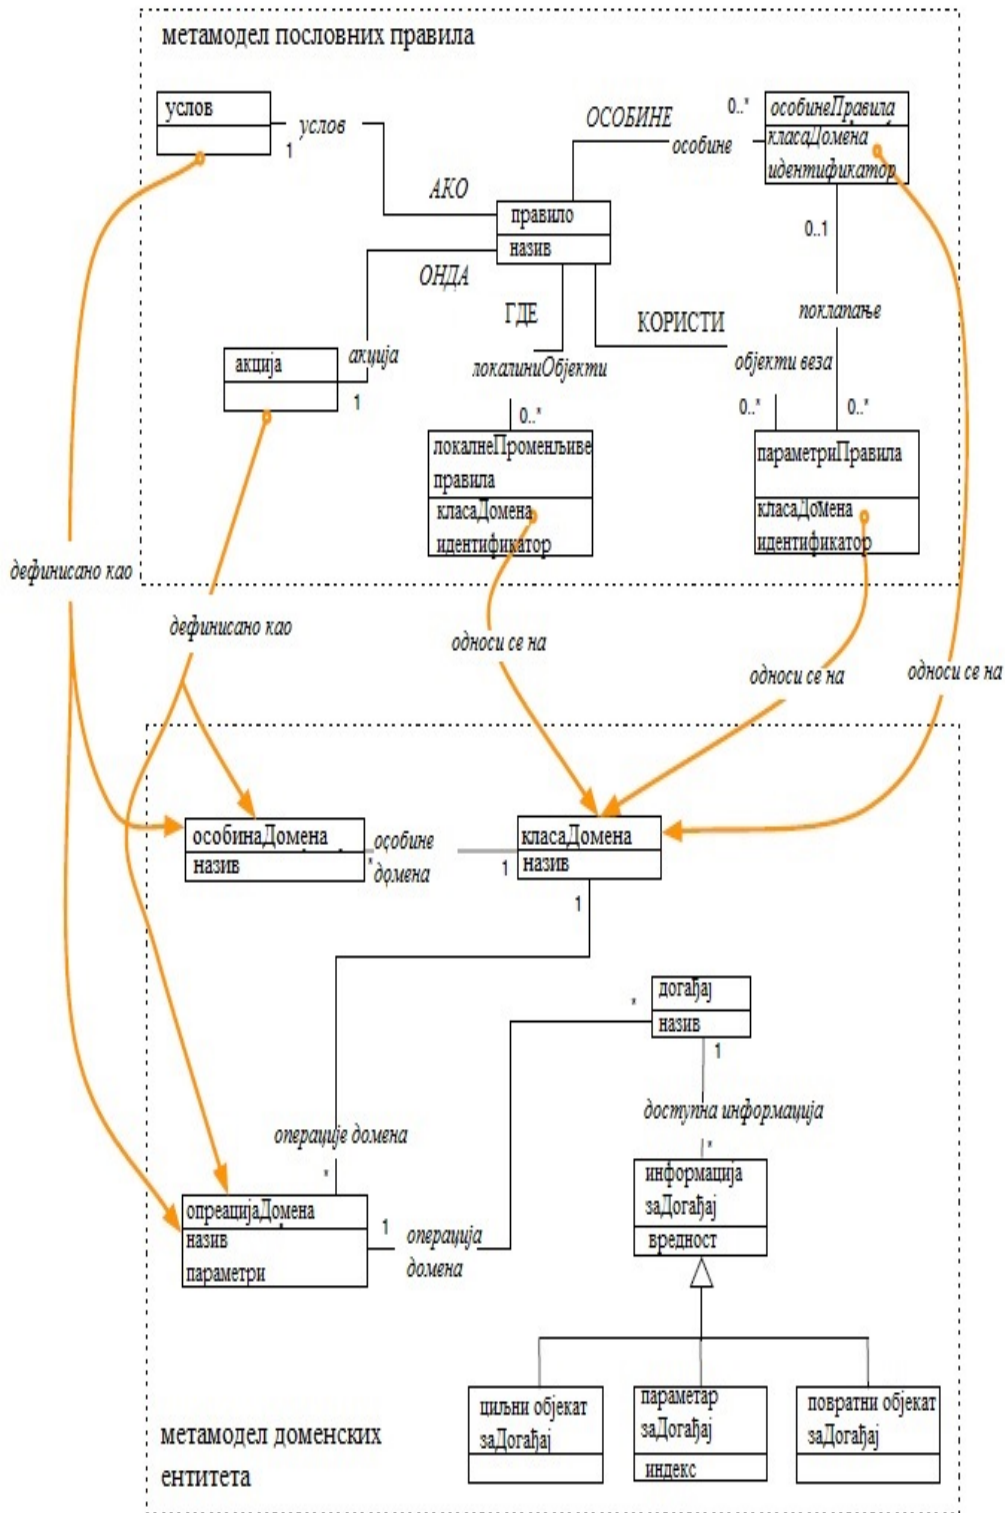 метамодел пословних правила
услов
услов
1
АКО
ОСОБИНЕ
особине
0..*
особинеПравила
класаДомена
идентификатор
правило
назив
0..1
ОНДА
акција
акција
1
ГДЕ
КОРИСТИ
поклапање
локалиниОбјекти
објекти веза
0..*
0..*
0..*
локалнеПроменљиве
правила
класаДомена
идентификатор
параметриПравила
класаДомена
идентификатор
дефинисано као
дефинисано као
односи се на
односи се на
односи се на
особинаДомена
назив
особине
*
домена
1
класаДомена
назив
1
догађај
назив
*
1
доступна информација
*
операције домена
*
опреацијаДомена
назив
параметри
1
операција
домена
информација
заДогађај
вредност
циљни објекат
заДогађај
параметар
заДогађај
индекс
повратни објекат
заДогађај
метамодел доменских
ентитета